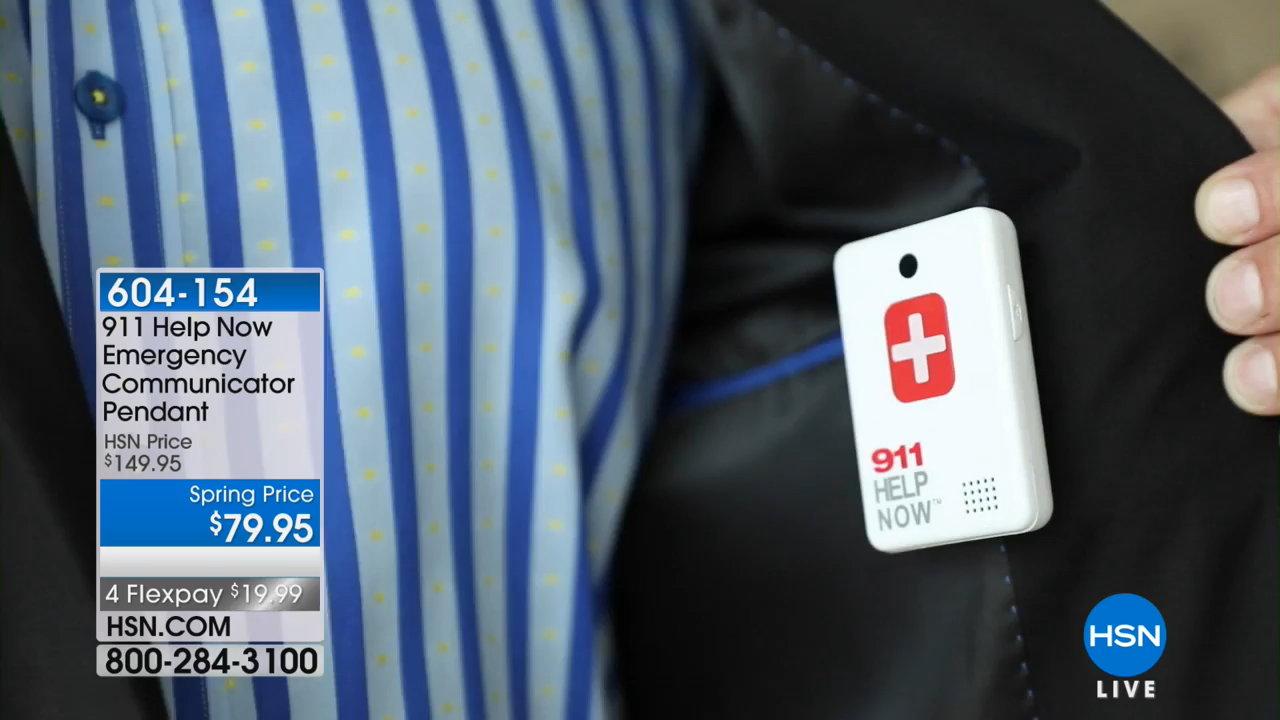 604-154
911 Help Now
Emergency
Communicator
Pendant
HSN Price
$149.95
Spring Price
$79.95
4 Flexpay $19.99
HSN.COM
800-284-3100
911
HELP
NOW™
HSN
LIVE